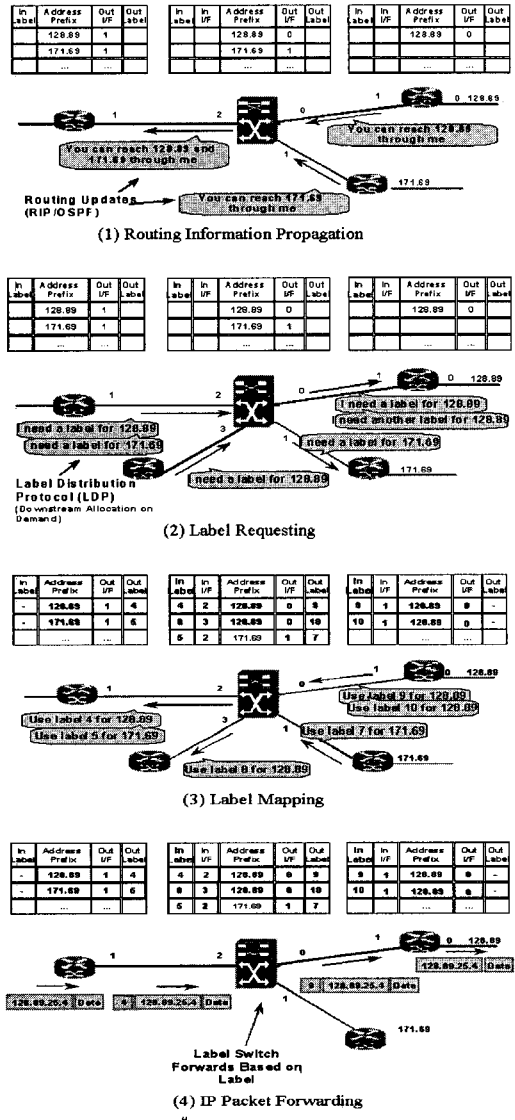 In Label Address Prefix Out I/F Out Label
128.89 1
171.69 1
... ...
In Label In I/F Address Prefix Out I/F Out Label
128.89 0
171.69 1
... ...
In Label In I/F Address Prefix Out I/F Out Label
128.89 0
... ...
1 2 0 1 0 128.89
You can reach 128.89 and
171.69 through me
You can reach 128.89
through me
1
171.69
You can reach 171.69
through me
Routing Updates
(RIP/OSPF)
(1) Routing Information Propagation
In Label Address Prefix Out I/F Out Label
128.89 1
171.69 1
... ...
In Label In I/F Address Prefix Out I/F Out Label
128.89 0
171.69 1
... ...
In Label In I/F Address Prefix Out I/F Out Label
128.89 0
... ...
1 2 0 1 0 128.89
I need a label for 128.89
I need another label for 128.89
I need a label for 128.89
need a label for 171.69
3
1
need a label for 171.69
171.69
I need a label for 128.89
Label Distribution
Protocol (LDP)
(Downstream Allocation on
Demand)
(2) Label Requesting
In Label Address Prefix Out I/F Out Label
- 128.89 1 4
- 171.69 1 5
... ...
In Label In I/F Address Prefix Out I/F Out Label
4 2 128.89 0 9
8 3 128.89 0 10
5 2 171.69 1 7
In Label In I/F Address Prefix Out I/F Out Label
9 1 128.89 0 -
10 1 128.89 0 -
... ...
1 2 0 1 0 128.89
Use label 9 for 128.89
Use label 10 for 128.89
Use label 4 for 128.89
Use label 5 for 171.69
3
1
Use label 7 for 171.69
171.69
Use label 8 for 128.89
(3) Label Mapping
In Label Address Prefix Out I/F Out Label
- 128.89 1 4
- 171.69 1 5
... ...
In Label In I/F Address Prefix Out I/F Out Label
4 2 128.89 0 9
8 3 128.89 0 10
5 2 171.69 1 7
In Label In I/F Address Prefix Out I/F Out Label
9 1 128.89 0 -
10 1 128.89 0 -
... ...
1 2 0 1 0 128.89
128.89.25.4 Data
9 128.89.25.4 Data
128.89.25.4 Data
128.89.25.4 Data
1
171.69
Label Switch
Forwards Based on
Label
(4) IP Packet Forwarding